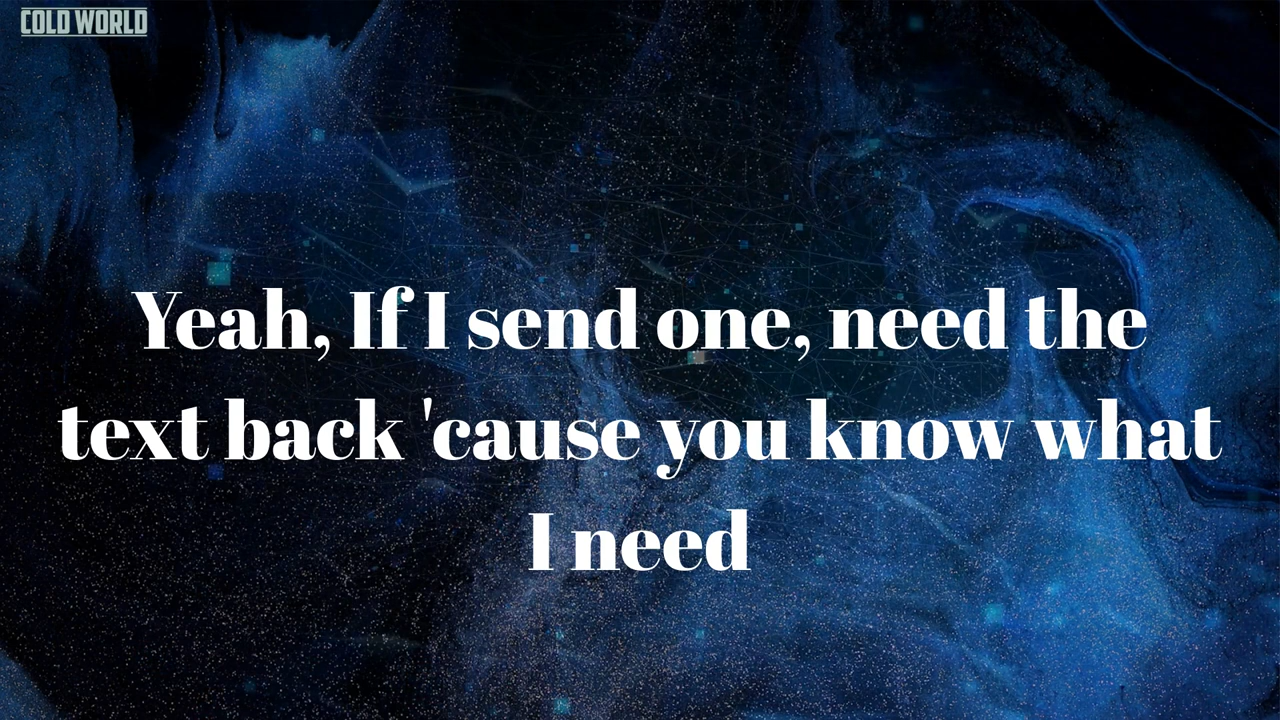 COLD WORLD
Yeah, If I send one, need the
text back 'cause you know what
I need